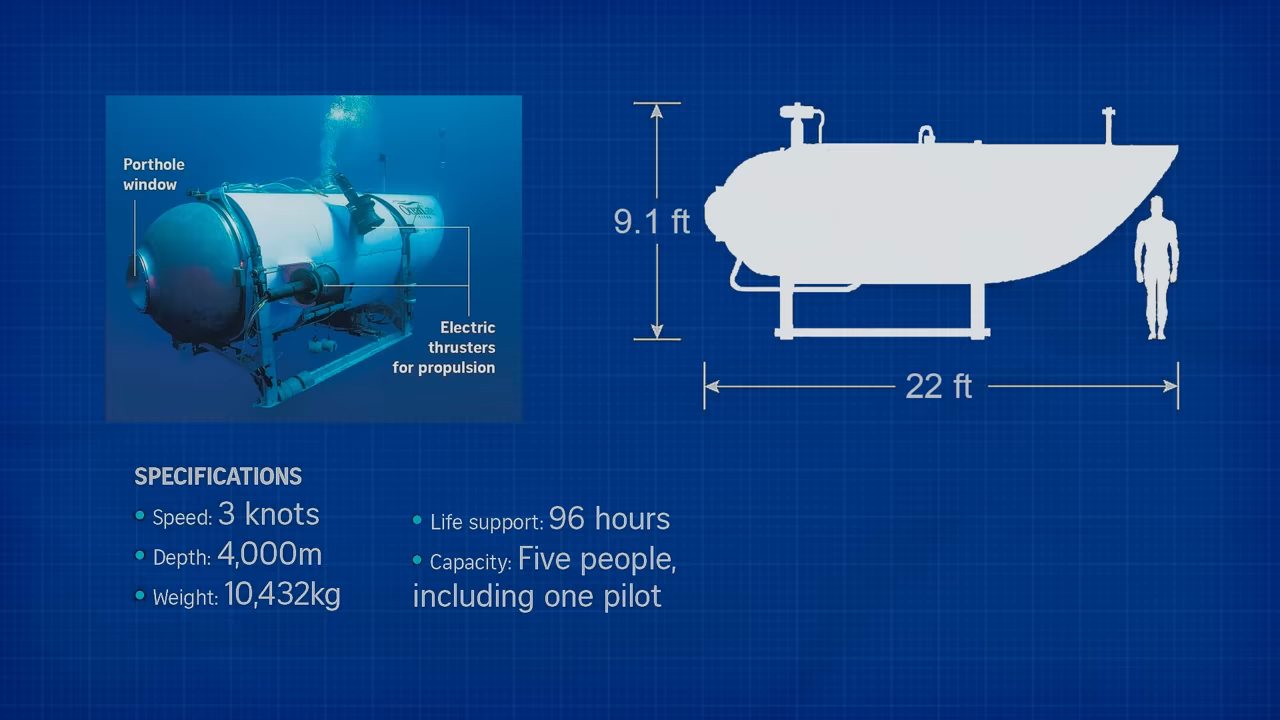 Porthole
window
Electric
thrusters
for propulsion
9.1 ft
22 ft
SPECIFICATIONS
• Speed: 3 knots
• Depth: 4,000m
• Weight: 10,432kg
• Life support: 96 hours
• Capacity: Five people,
including one pilot